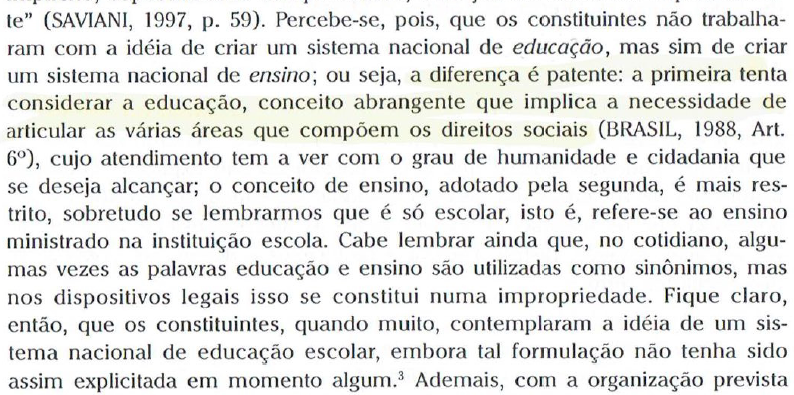 te” (SAVIANI, 1997, p. 59). Percebe-se, pois, que os constituintes não trabalha-
ram com a idéia de criar um sistema nacional de educação, mas sim de criar
um sistema nacional de ensino; ou seja, a diferença é patente: a primeira tenta
considerar a educação, conceito abrangente que implica a necessidade de
articular as várias áreas que compõem os direitos sociais (BRASIL, 1988, Art.
6º), cujo atendimento tem a ver com o grau de humanidade e cidadania que
se deseja alcançar; o conceito de ensino, adotado pela segunda, é mais res-
trito, sobretudo se lembrarmos que é só escolar, isto é, refere-se ao ensino
ministrado na instituição escola. Cabe lembrar ainda que, no cotidiano, algu-
mas vezes as palavras educação e ensino são utilizadas como sinônimos, mas
nos dispositivos legais isso se constitui numa impropriedade. Fique claro,
então, que os constituintes, quando muito, contemplaram a idéia de um sis-
tema nacional de educação escolar, embora tal formulação não tenha sido
assim explicitada em momento algum.³ Ademais, com a organização prevista